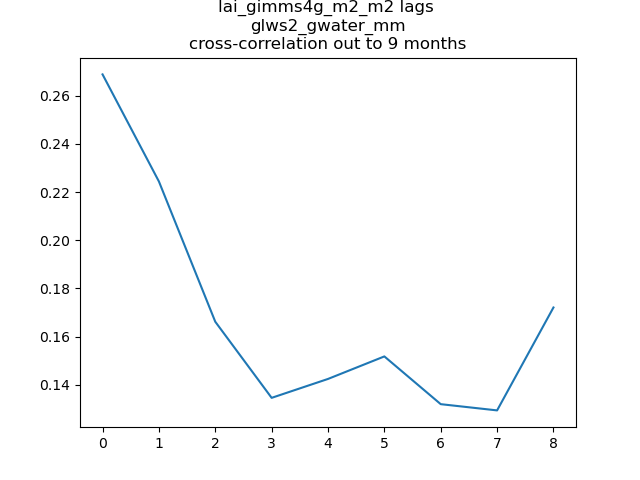 lai_gimms4g_m2_m2 lags
glws2_gwater_mm
cross-correlation out to 9 months
0.26
0.24
0.22
0.20
0.18
0.16
0.14
0 1 2 3 4 5 6 7 8